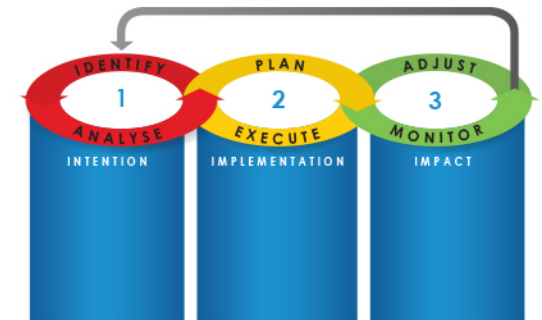 IDENTIFY
1
ANALYSE
INTENTION
PLAN
2
EXECUTE
IMPLEMENTATION
ADJUST
3
MONITOR
IMPACT